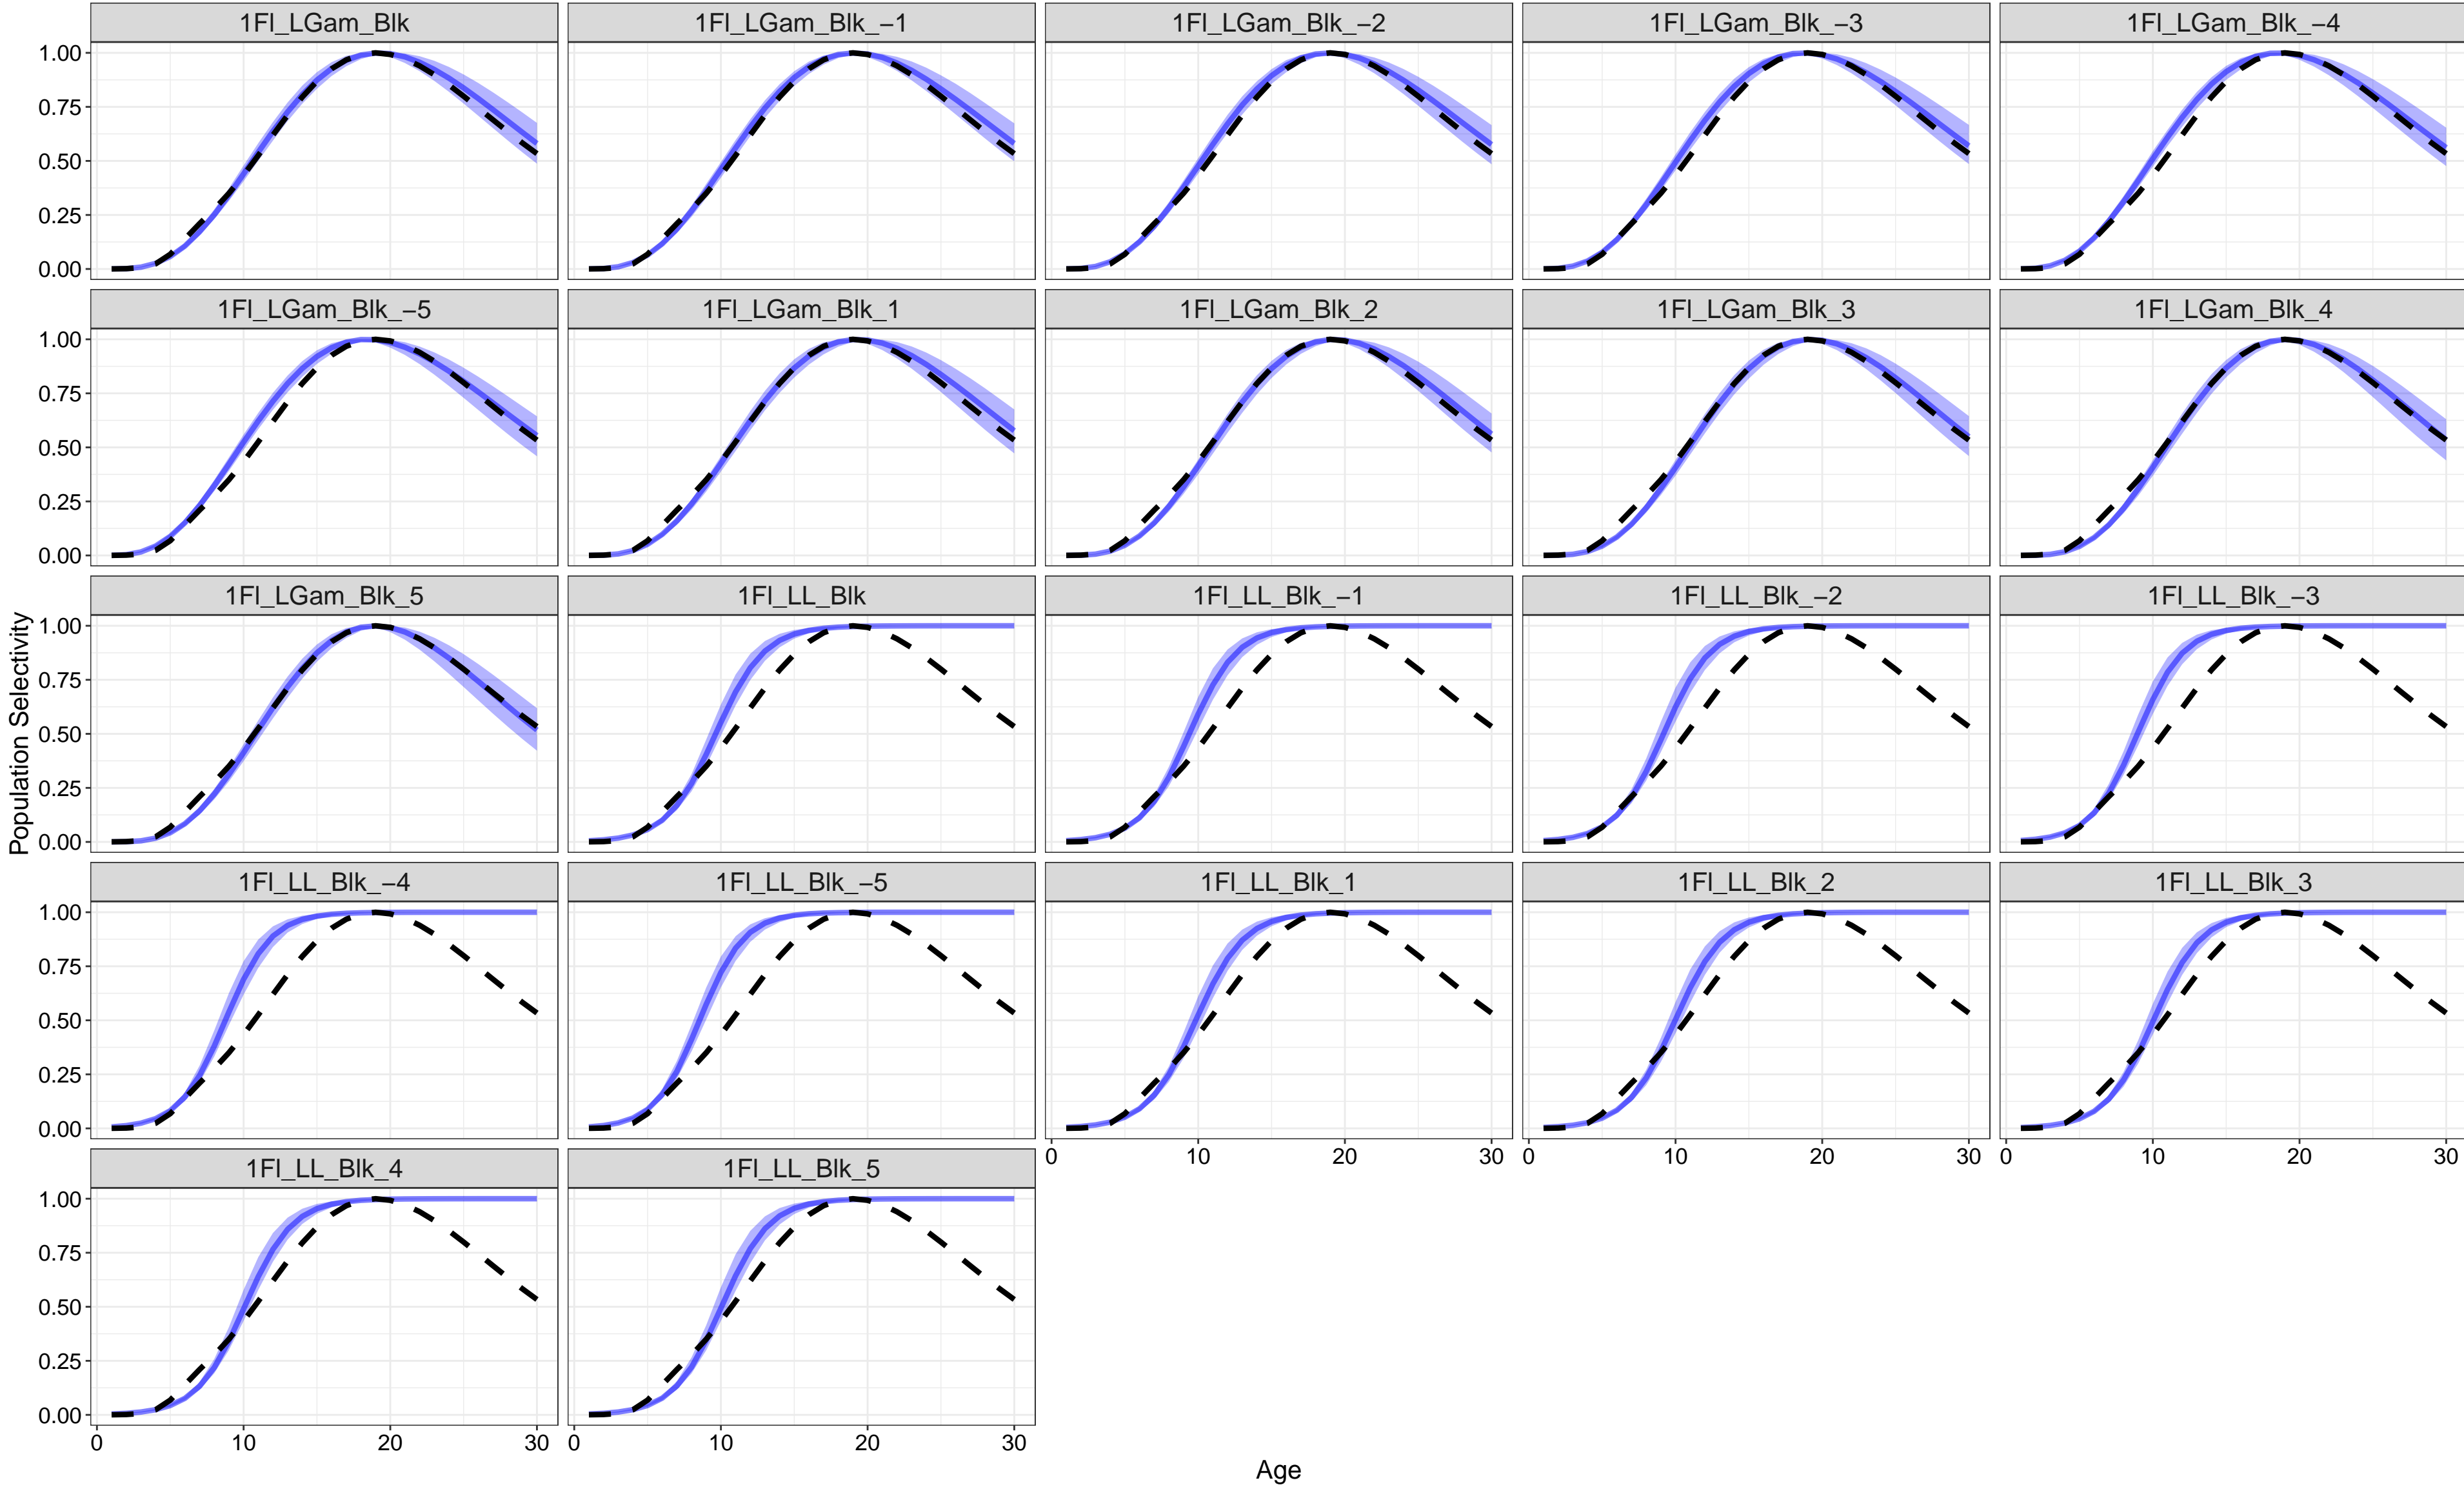 1Fl_LGam_Blk 1Fl_LGam_Blk_−1 1Fl_LGam_Blk_−2 1Fl_LGam_Blk_−3 1Fl_LGam_Blk_−4
1.00
0.75
0.50
0.25
0.00
1Fl_LGam_Blk_−5 1Fl_LGam_Blk_1 1Fl_LGam_Blk_2 1Fl_LGam_Blk_3 1Fl_LGam_Blk_4
1.00
0.75
0.50
0.25
0.00
1Fl_LGam_Blk_5 1Fl_LL_Blk 1Fl_LL_Blk_−1 1Fl_LL_Blk_−2 1Fl_LL_Blk_−3
1.00
0.75
0.50
0.25
0.00
Population Selectivity
1Fl_LL_Blk_−4 1Fl_LL_Blk_−5 1Fl_LL_Blk_1 1Fl_LL_Blk_2 1Fl_LL_Blk_3
1.00
0.75
0.50
0.25
0.00
0 10 20 30 0 10 20 30 0 10 20 30
1Fl_LL_Blk_4 1Fl_LL_Blk_5
1.00
0.75
0.50
0.25
0.00
0 10 20 30 0 10 20 30
Age